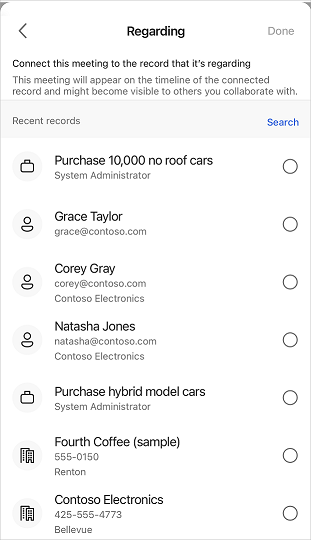 Regarding
Done
Connect this meeting to the record that it's regarding
This meeting will appear on the timeline of the connected
record and might become visible to others you collaborate with.
Recent records
Search
Purchase 10,000 no roof cars
System Administrator
Grace Taylor
grace@contoso.com
Corey Gray
corey@contoso.com
Contoso Electronics
Natasha Jones
natasha@contoso.com
Contoso Electronics
Purchase hybrid model cars
System Administrator
Fourth Coffee (sample)
555-0150
Renton
Contoso Electronics
425-555-4773
Bellevue